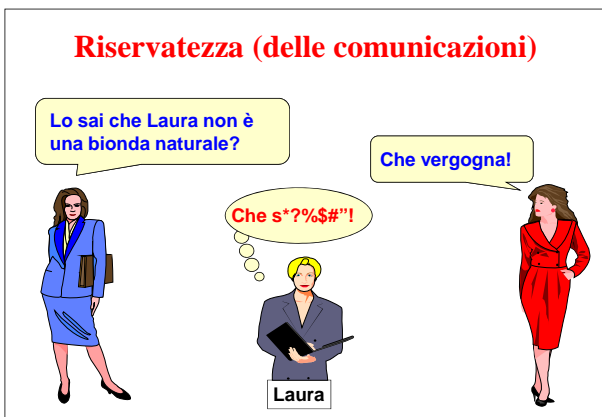 Riservatezza (delle comunicazioni)
Lo sai che Laura non è
una bionda naturale?
Che vergogna!
Che s*?%$#”!
Laura